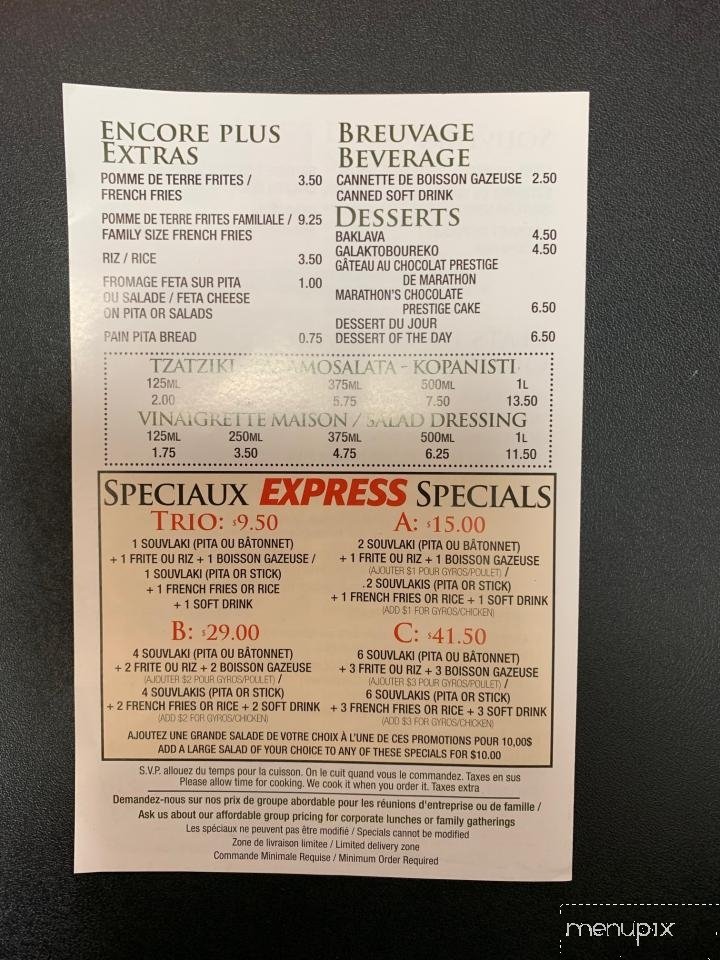 ENCORE PLUS
EXTRAS
POMME DE TERRE FRITES / 3.50
FRENCH FRIES
POMME DE TERRE FRITES FAMILIALE / 9.25
FAMILY SIZE FRENCH FRIES
RIZ / RICE 3.50
FROMAGE FETA SUR PITA 1.00
OU SALADE / FETA CHEESE
ON PITA OR SALADS
PAIN PITA BREAD 0.75
BREUVAGE
BEVERAGE
CANNETTE DE BOISSON GAZEUSE 2.50
CANNED SOFT DRINK
DESSERTS
BAKLAVA 4.50
GALAKTOBOUREKO 4.50
GÂTEAU AU CHOCOLAT PRESTIGE
DE MARATHON
MARATHON'S CHOCOLATE
PRESTIGE CAKE 6.50
DESSERT DU JOUR
DESSERT OF THE DAY 6.50
TZATZIKI - KOPANISTI
125ML 375ML 500ML 1L
2.00 5.75 7.50 13.50
VINAIGRETTE MAISON / SALAD DRESSING
125ML 250ML 375ML 500ML 1L
1.75 3.50 4.75 6.25 11.50
SPECIAUX EXPRESS SPECIALS
TRIO: $9.50
1 SOUVLAKI (PITA OU BÂTONNET)
+ 1 FRITE OU RIZ + 1 BOISSON GAZEUSE /
1 SOUVLAKI (PITA OR STICK)
+ 1 FRENCH FRIES OR RICE
+ 1 SOFT DRINK
A: $15.00
2 SOUVLAKI (PITA OU BÂTONNET)
+ 1 FRITE OU RIZ + 1 BOISSON GAZEUSE
(AJOUTER $1 POUR GYROS/POULET) /
.2 SOUVLAKIS (PITA OR STICK)
+ 1 FRENCH FRIES OR RICE + 1 SOFT DRINK
(ADD $1 FOR GYROS/CHICKEN)
B: $29.00
4 SOUVLAKI (PITA OU BÂTONNET)
+ 2 FRITE OU RIZ + 2 BOISSON GAZEUSE
(AJOUTER $2 POUR GYROS/POULET) /
4 SOUVLAKIS (PITA OR STICK)
+ 2 FRENCH FRIES OR RICE + 2 SOFT DRINK
(ADD $2 FOR GYROS/CHICKEN)
C: $41.50
6 SOUVLAKI (PITA OU BÂTONNET)
+ 3 FRITE OU RIZ + 3 BOISSON GAZEUSE
(AJOUTER $3 POUR GYROS/POULET) /
6 SOUVLAKIS (PITA OR STICK)
+ 3 FRENCH FRIES OR RICE + 3 SOFT DRINK
(ADD $3 FOR GYROS/CHICKEN)
AJOUTEZ UNE GRANDE SALADE DE VOTRE CHOIX À L'UNE DE CES PROMOTIONS POUR 10,00$
ADD A LARGE SALAD OF YOUR CHOICE TO ANY OF THESE SPECIALS FOR $10.00
S.V.P. allouez du temps pour la cuisson. On le cuit quand vous le commandez. Taxes en sus
Please allow time for cooking. We cook it when you order it. Taxes extra
Demandez-nous sur nos prix de groupe abordable pour les réunions d'entreprise ou de famille /
Ask us about our affordable group pricing for corporate lunches or family gatherings
Les spéciaux ne peuvent pas être modifié / Specials cannot be modified
Zone de livraison limitee / Limited delivery zone
Commande Minimale Requise / Minimum Order Required
menupix